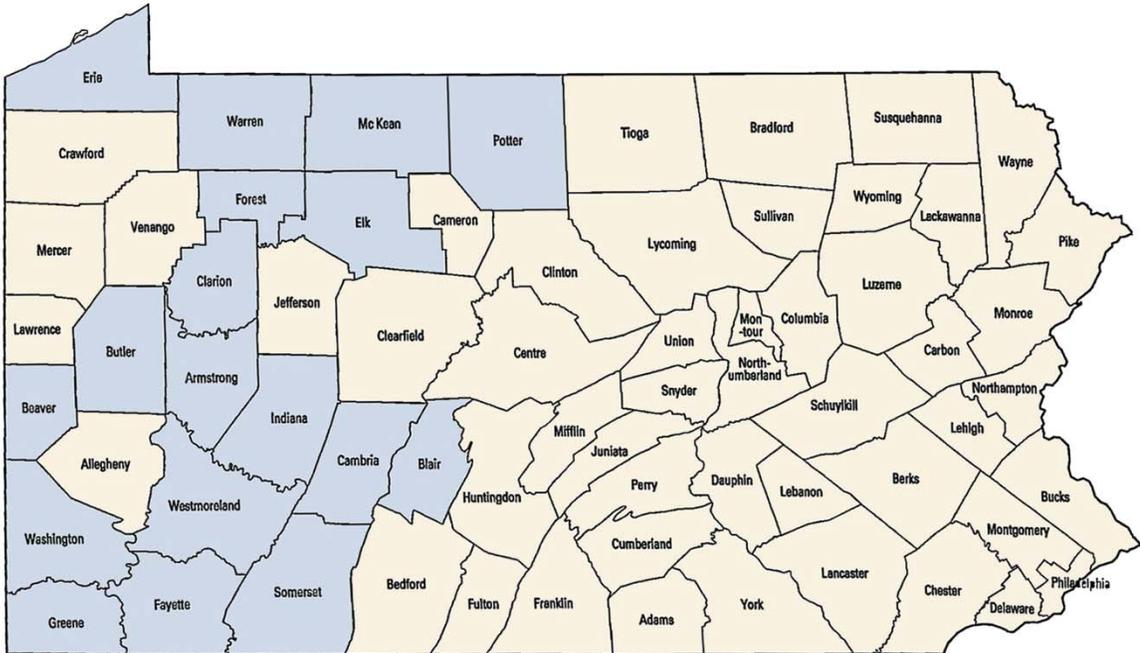 Erie
Warren
Mc Kean
Potter
Tioga
Bradford
Susquehanna
Wayne
Crawford
Forest
Elk
Cameron
Venango
Mercer
Clarion
Jefferson
Clinton
Lycoming
Sullivan
Wyoming
Lackawanna
Pike
Luzerne
Monroe
Lawrence
Butler
Armstrong
Clearfield
Centre
Union
Mon
-tour
Columbia
North-
umberland
Snyder
Carbon
Northampton
Schuylkill
Lehigh
Beaver
Allegheny
Indiana
Cambria
Blair
Huntingdon
Mifflin
Juniata
Perry
Dauphin
Lebanon
Berks
Bucks
Montgomery
Philadelphia
Westmoreland
Washington
Cumberland
Lancaster
Chester
Delaware
Greene
Fayette
Somerset
Bedford
Fulton
Franklin
Adams
York